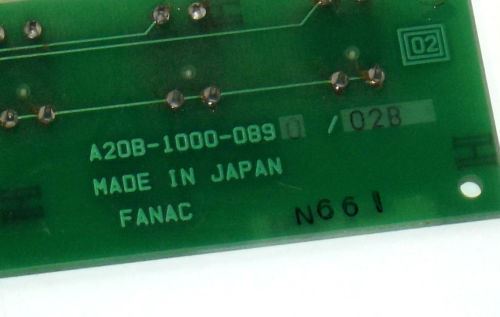 02
A20B-1000-0890/02B
MADE IN JAPAN
FANAC
N661